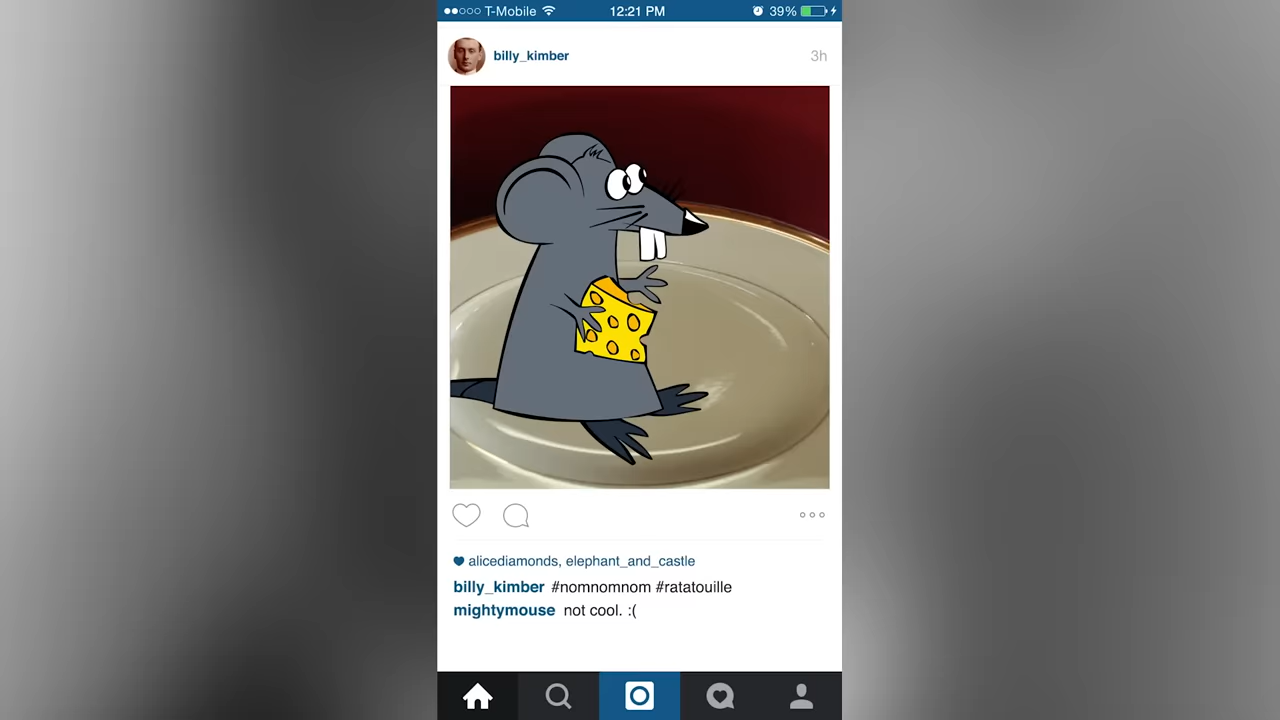 T-Mobile 12:21 PM 39%
billy_kimber 3h
alicediamonds, elephant_and_castle
billy_kimber #nomnomnom #ratatouille
mightymouse not cool. :(